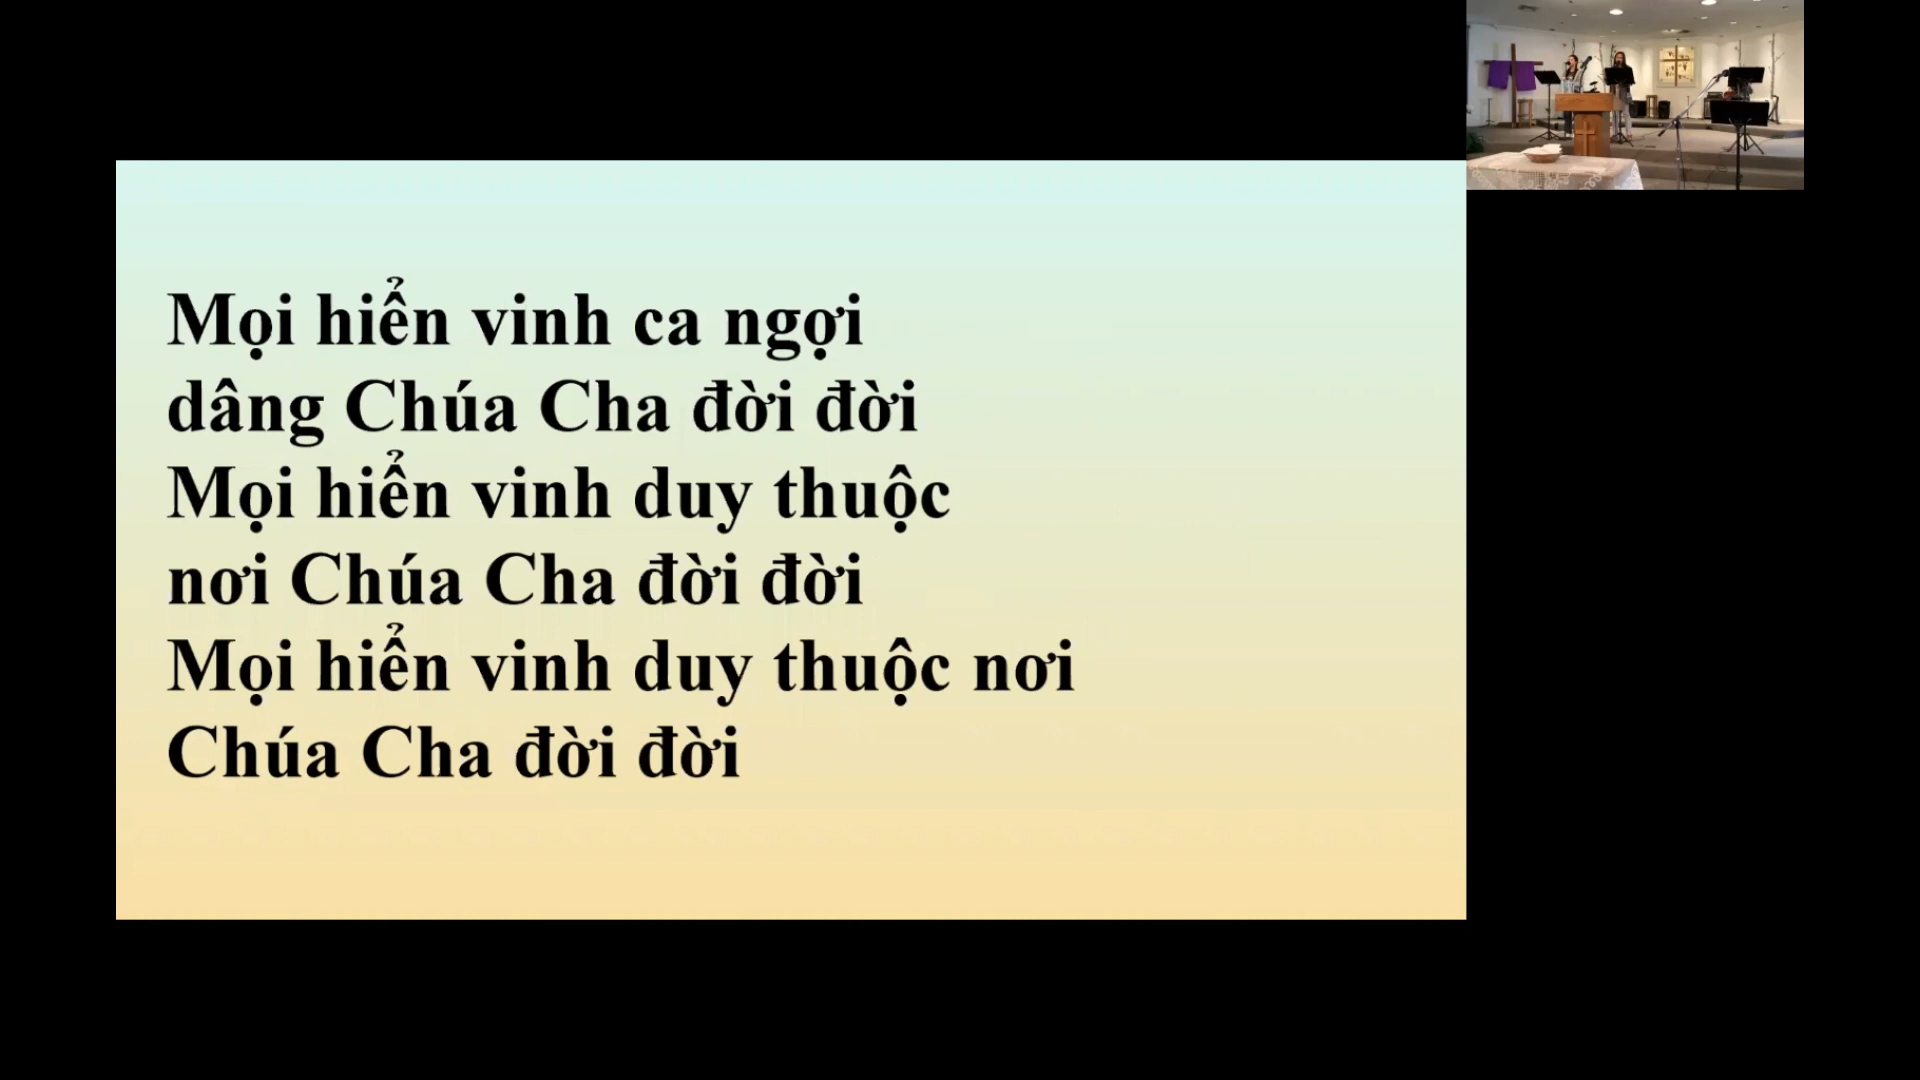 Mọi hiển vinh ca ngợi
dâng Chúa Cha đời đời
Mọi hiển vinh duy thuộc
nơi Chúa Cha đời đời
Mọi hiển vinh duy thuộc nơi
Chúa Cha đời đời